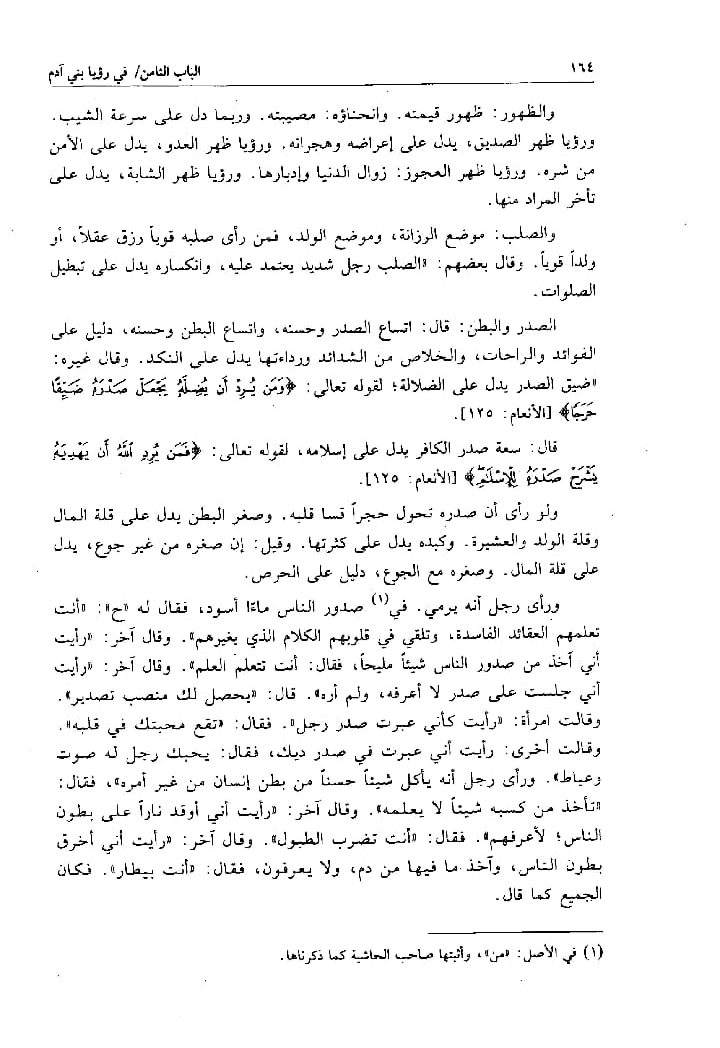 ١٦٤
الباب الثامن/ في رؤيا بني آدم
والظهور: ظهور قيمته. وانحناؤه: مصيبته. وربما دل على سرعة الشيب.
ورؤيا ظهر الصديق، يدل على إعراضه وهجرانه. ورؤيا ظهر العدو، يدل على الأمن
من شره. ورؤيا ظهر العجوز: زوال الدنيا وإدبارها. ورؤيا ظهر الشابة، يدل على
تأخر المراد منها.
والصلب: موضع الرزانة، وموضع الولد، فمن رأى صلبه قوياً رزق عقلاً، أو
ولداً قوياً. وقال بعضهم: «الصلب رجل شديد يعتمد عليه، وانكساره يدل على تبطيل
الصلوات.
الصدر والبطن: قال: اتساع الصدر وحسنه، واتساع البطن وحسنه، دليل على
الفوائد والراحات، والخلاص من الشدائد ورداءتها يدل على النكد. وقال غيره:
«ضيق الصدر يدل على الضلالة؛ لقوله تعالى: ﴿وَمَن يُرِدْ أَن يُضِلَّهُ يَجْعَلْ صَدْرَهُ ضَيِّقًا
حَرَجًا﴾ [الأنعام: ١٢٥].
قال: سعة صدر الكافر يدل على إسلامه، لقوله تعالى: ﴿فَمَن يُرِدِ اللَّهُ أَن يَهْدِيَهُ
يَشْرَحْ صَدْرَهُ لِلْإِسْلَمِ﴾ [الأنعام: ١٢٥].
ولو رأى أن صدره تحول حجراً قسا قلبه. وصغر البطن يدل على قلة المال
وقلة الولد والعشيرة. وكبده يدل على كثرتها. وقيل: إن صغره من غير جوع، يدل
على قلة المال. وصغره مع الجوع، دليل على الحرص.
ورأى رجل أنه يرمي. في(١) صدور الناس ماءًا أسود، فقال له «ح»: «أنت
تعلمهم العقائد الفاسدة، وتلقي في قلوبهم الكلام الذي يغيرهم». وقال آخر: «رأيت
أني آخذ من صدور الناس شيئاً مليحاً، فقال: أنت تتعلم العلم». وقال آخر: «رأيت
أني جلست على صدر لا أعرفه، ولم أره». قال: «يحصل لك منصب تصدير».
وقالت امرأة: «رأيت كأني عبرت صدر رجل». فقال: «تقع محبتك في قلبه».
وقالت أخرى: رأيت أني عبرت في صدر ديك، فقال: يحبك رجل له صوت
وعياط». ورأى رجل أنه يأكل شيئاً حسناً من بطن إنسان من غير أمره»، فقال:
«تأخذ من كسبه شيئاً لا يعلمه». وقال آخر: «رأيت أني أوقد ناراً على بطون
الناس؛ لأعرفهم». فقال: «أنت تضرب الطبول». وقال آخر: «رأيت أني أخرق
بطون الناس، وآخذ ما فيها من دم، ولا يعرفون، فقال: «أنت بيطار». فكان
الجميع كما قال.
(١) في الأصل: «من»، وأثبتها صاحب الحاشية كما ذكرناها.